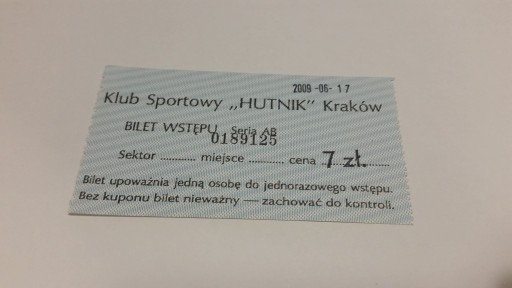 2009 -06- 17
Klub Sportowy „HUTNIK” Kraków
BILET WSTĘPU Seria AB
0189125
Sektor ........... miejsce ........... cena ..7 zł...........
Bilet upoważnia jedną osobę do jednorazowego wstępu.
Bez kuponu bilet nieważny — zachować do kontroli.